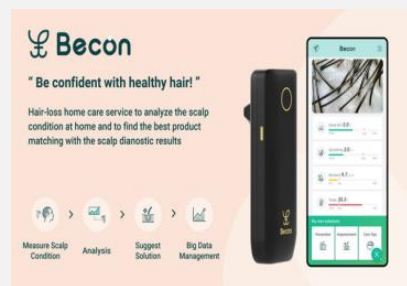 Becon
" Be confident with healthy hair! "
Hair-loss home care service to analyze the scalp
condition at home and to find the best product
matching with the scalp dianostic results
Measure Scalp
Condition
Analysis
Suggest
Solution
Big Data
Management
Becon
Becon